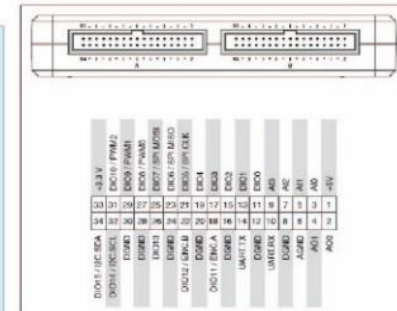 A B
+3.3 V
DIO10 / PWM2
DIO9 / PWM1
DIO8 / PWM0
DIO7 / SPI.MOSI
DIO6 / SPI.MISO
DIO5 / SPI.CLK
DIO4
DIO3
DIO2
DIO1
DIO0
AI3
AI2
AI1
AI0
+5V
33 31 29 27 25 23 21 19 17 15 13 11 9 7 5 3 1
34 32 30 28 26 24 22 20 18 16 14 12 10 8 6 4 2
DIO15 / I2C.SDA
DIO14 / I2C.SCL
DGND
DGND
DIO13
DGND
DIO12 / ENC.B
DGND
DIO11 / ENC.A
DGND
UART.TX
DGND
UART.RX
DGND
AGND
AO1
AO0